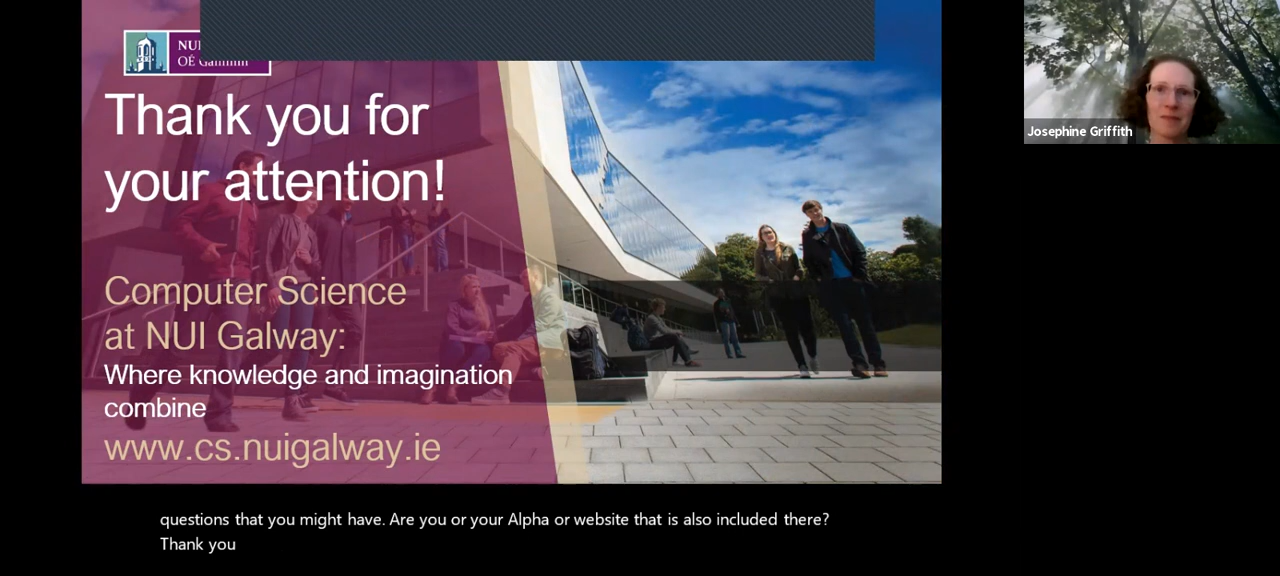 NUI
OÉ Gaillimh
Thank you for
your attention!
Computer Science
at NUI Galway:
Where knowledge and imagination
combine
www.cs.nuigalway.ie
Josephine Griffith
questions that you might have. Are you or your Alpha or website that is also included there?
Thank you